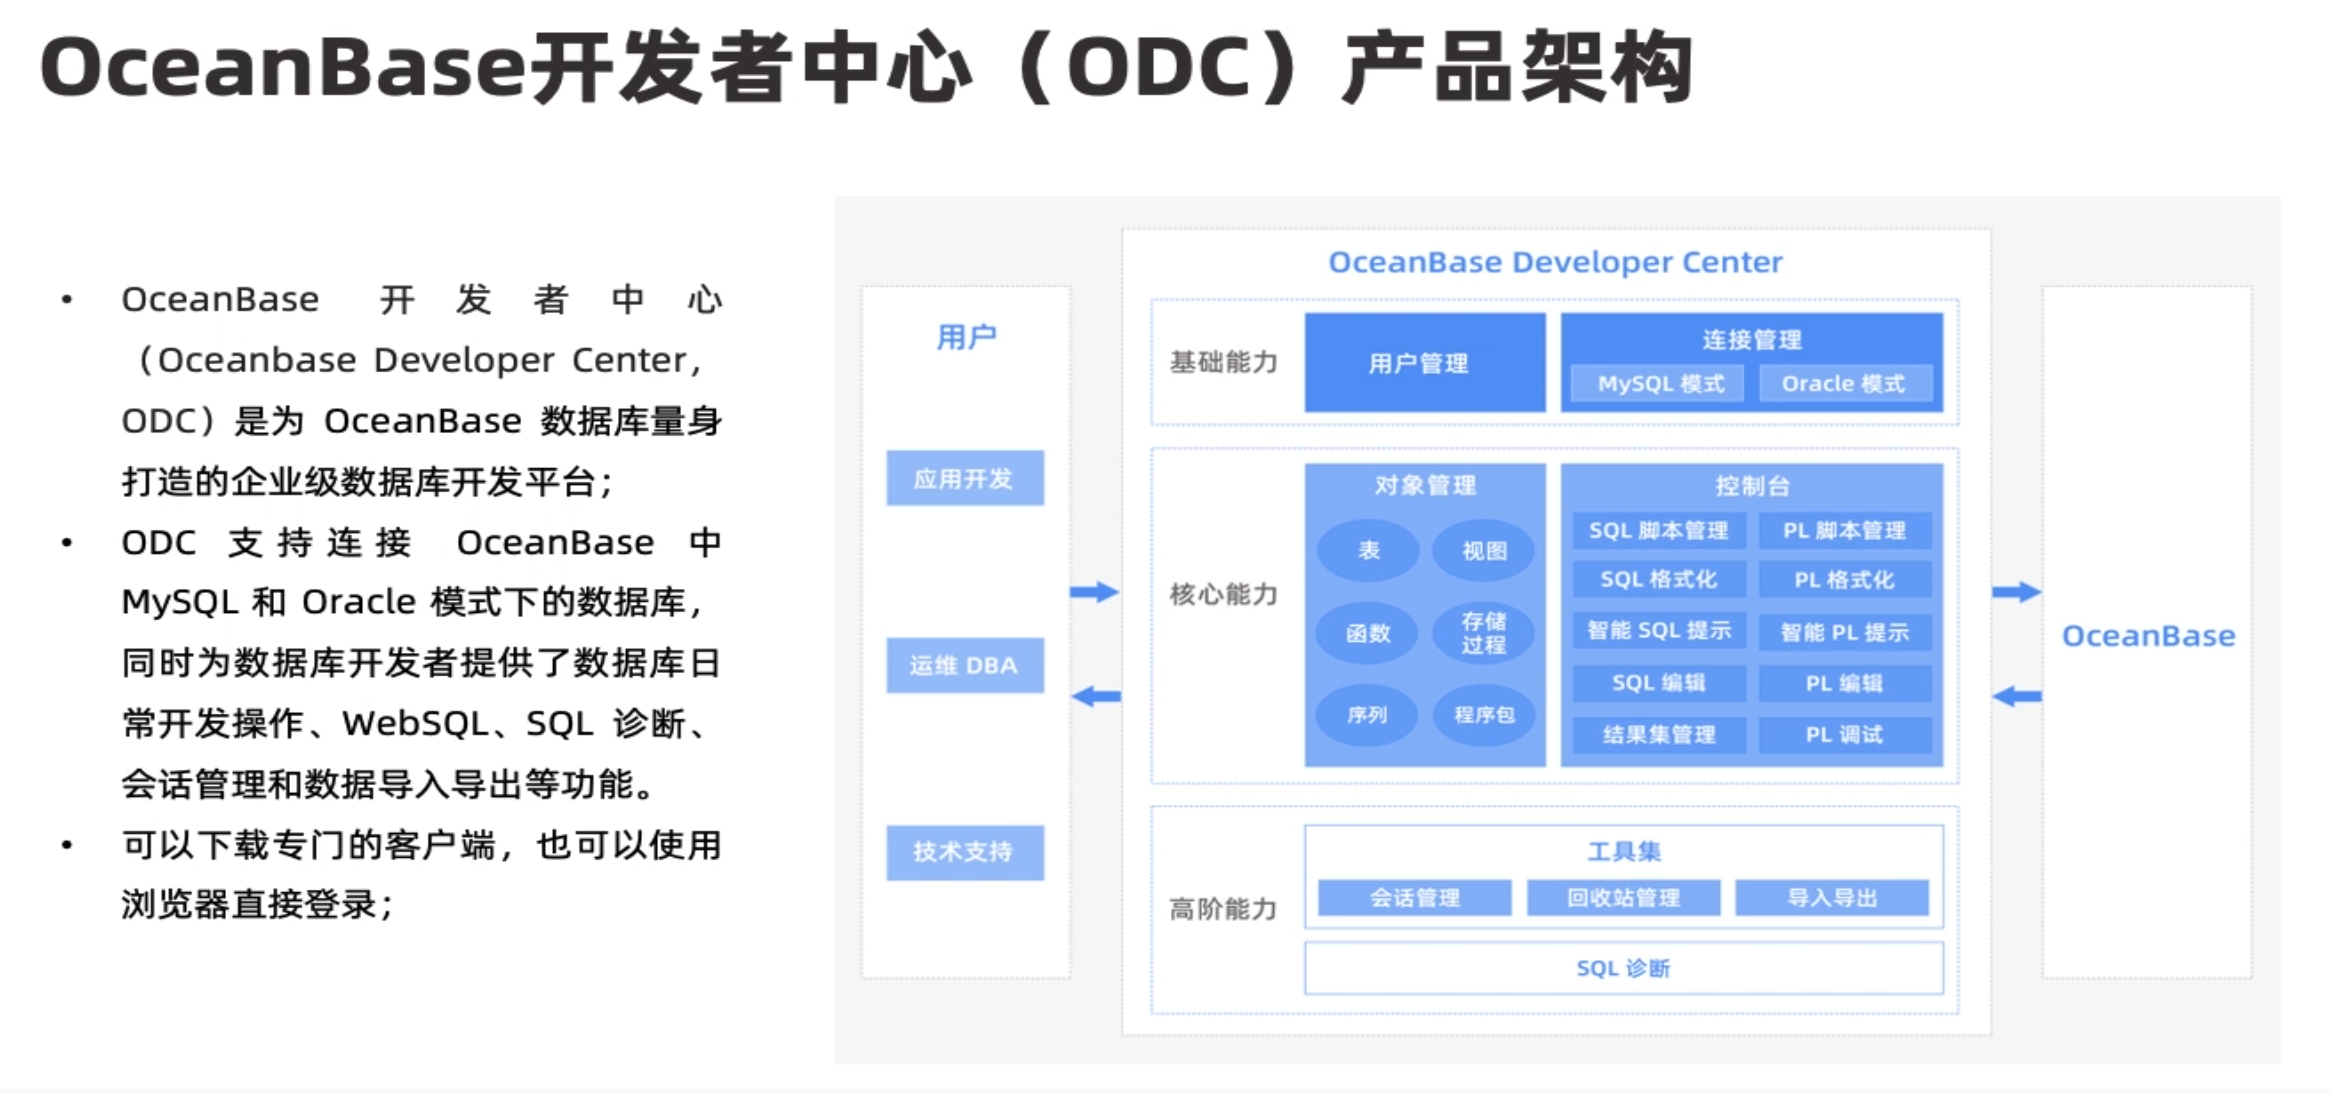 OceanBase开发者中心（ODC）产品架构
• OceanBase 开发者中心
（Oceanbase Developer Center,
ODC）是为 OceanBase 数据库量身
打造的企业级数据库开发平台；
• ODC 支持连接 OceanBase 中
MySQL 和 Oracle 模式下的数据库，
同时为数据库开发者提供了数据库日
常开发操作、WebSQL、SQL 诊断、
会话管理和数据导入导出等功能。
• 可以下载专门的客户端，也可以使用
浏览器直接登录；
用户
应用开发
运维 DBA
技术支持
OceanBase Developer Center
基础能力
用户管理
连接管理
MySQL 模式
Oracle 模式
核心能力
对象管理
表
视图
函数
存储
过程
序列
程序包
控制台
SQL 脚本管理
PL 脚本管理
SQL 格式化
PL 格式化
智能 SQL 提示
智能 PL 提示
SQL 编辑
PL 编辑
结果集管理
PL 调试
高阶能力
工具集
会话管理
回收站管理
导入导出
SQL 诊断
OceanBase